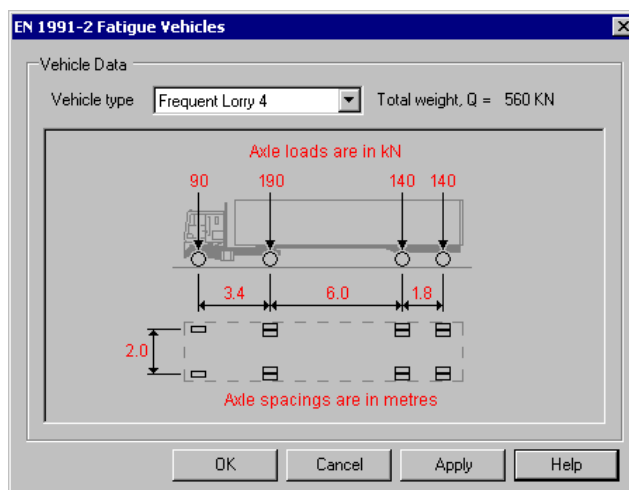 EN 1991-2 Fatigue Vehicles
Vehicle Data
Vehicle type Frequent Lorry 4 Total weight, Q = 560 KN
Axle loads are in kN
90 190 140 140
3.4 6.0 1.8
2.0
Axle spacings are in metres
OK Cancel Apply Help